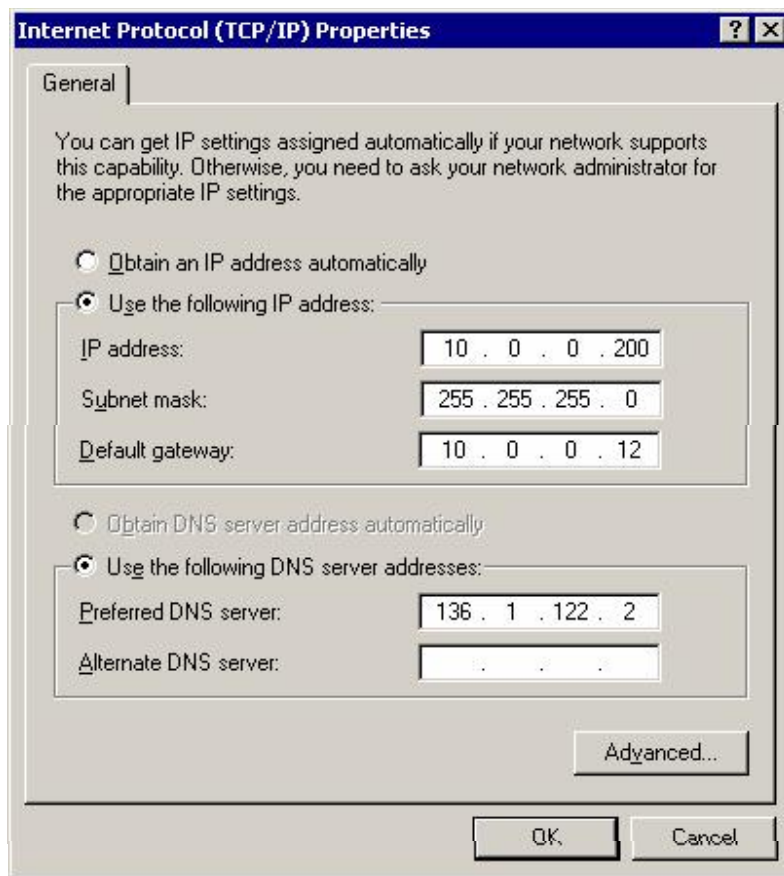 Internet Protocol (TCP/IP) Properties
General
You can get IP settings assigned automatically if your network supports
this capability. Otherwise, you need to ask your network administrator for
the appropriate IP settings.
Obtain an IP address automatically
Use the following IP address:
IP address: 10 . 0 . 0 . 200
Subnet mask: 255 . 255 . 255 . 0
Default gateway: 10 . 0 . 0 . 12
Obtain DNS server address automatically
Use the following DNS server addresses:
Preferred DNS server: 136 . 1 . 122 . 2
Alternate DNS server: . . .
Advanced...
OK Cancel